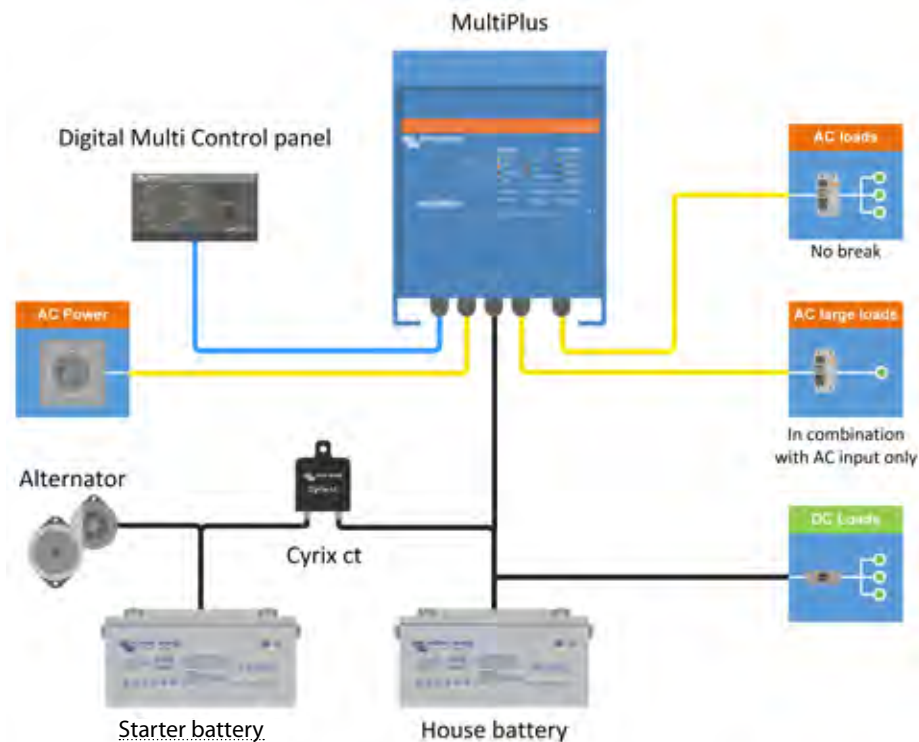 MultiPlus
Digital Multi Control panel
AC loads
No break
AC Power
AC large loads
In combination
with AC input only
Alternator
Cyrix ct
DC Loads
Starter battery
House battery